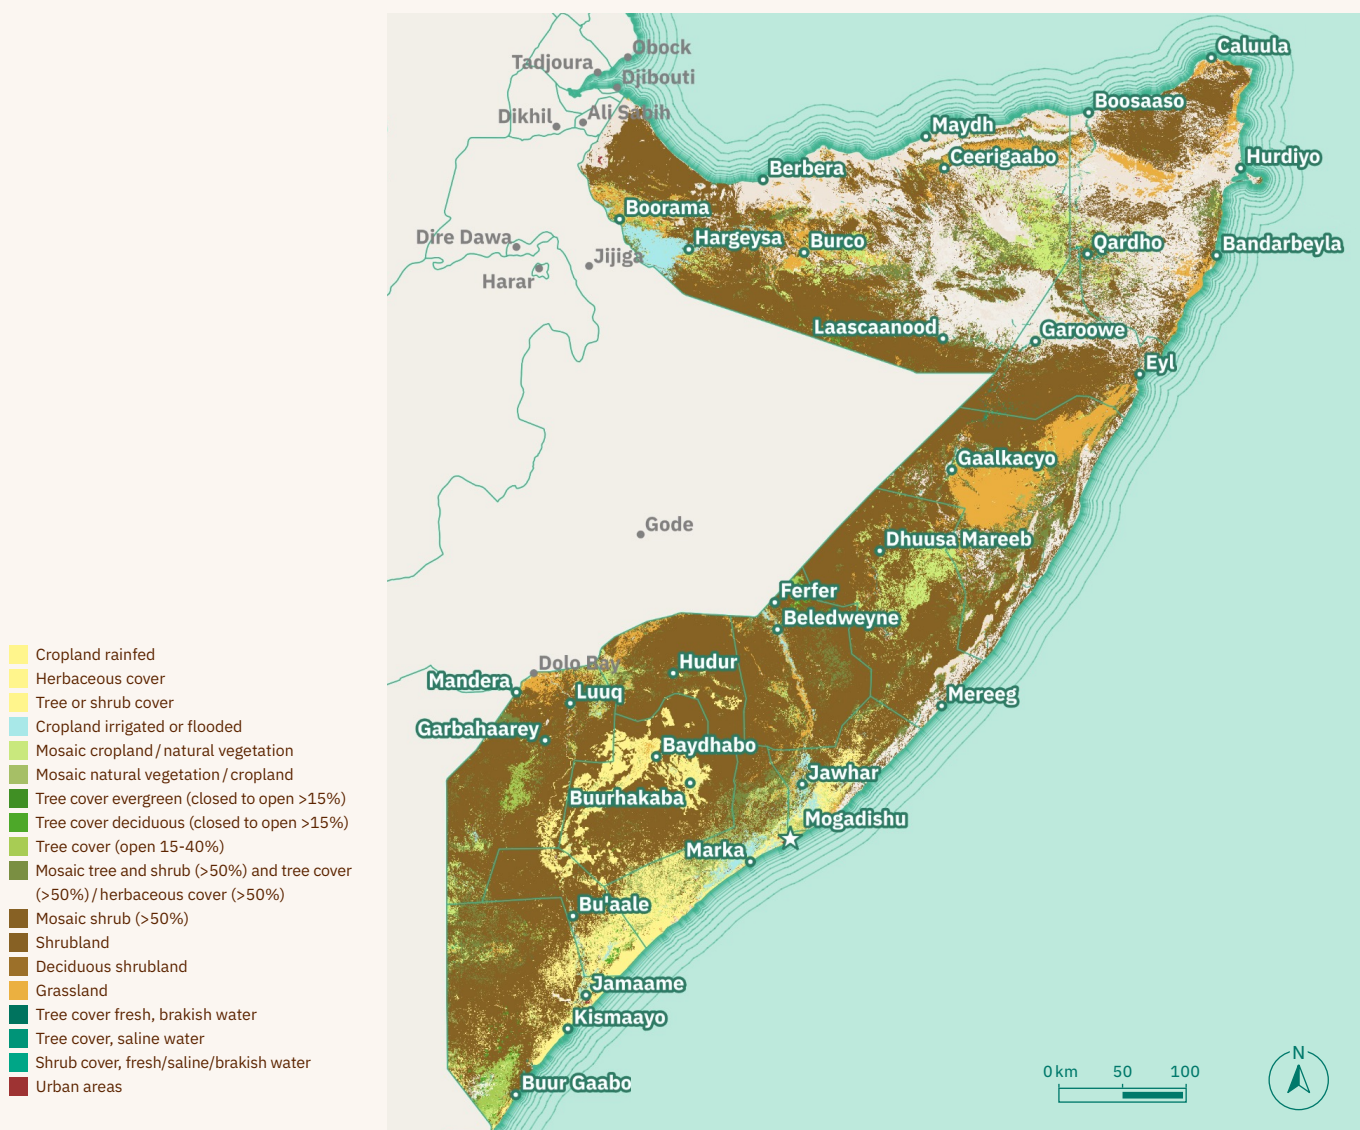 Caluula
Obock
Tadjoura
Djibouti
Boosaaso
Dikhil
Ali Sabih
Maydh
Ceerigaabo
Hurdiyo
Berbera
Boorama
Dire Dawa
Hargeysa
Burco
Qardho
Bandarbeyla
Jijiga
Harar
Laascaanood
Garoowe
Eyl
Gaalkacyo
Gode
Dhuusa Mareeb
Ferfer
Beledweyne
Dolo Bay
Hudur
Mandera
Luuq
Mereeg
Garbahaarey
Baydhabo
Jawhar
Buurhakaba
Mogadishu
Marka
Bu'aale
Jamaame
Kismaayo
Buur Gaabo
Cropland rainfed
Herbaceous cover
Tree or shrub cover
Cropland irrigated or flooded
Mosaic cropland / natural vegetation
Mosaic natural vegetation / cropland
Tree cover evergreen (closed to open >15%)
Tree cover deciduous (closed to open >15%)
Tree cover (open 15-40%)
Mosaic tree and shrub (>50%) and tree cover
(>50%) / herbaceous cover (>50%)
Mosaic shrub (>50%)
Shrubland
Deciduous shrubland
Grassland
Tree cover fresh, brakish water
Tree cover, saline water
Shrub cover, fresh/saline/brakish water
Urban areas
0 km 50 100
N